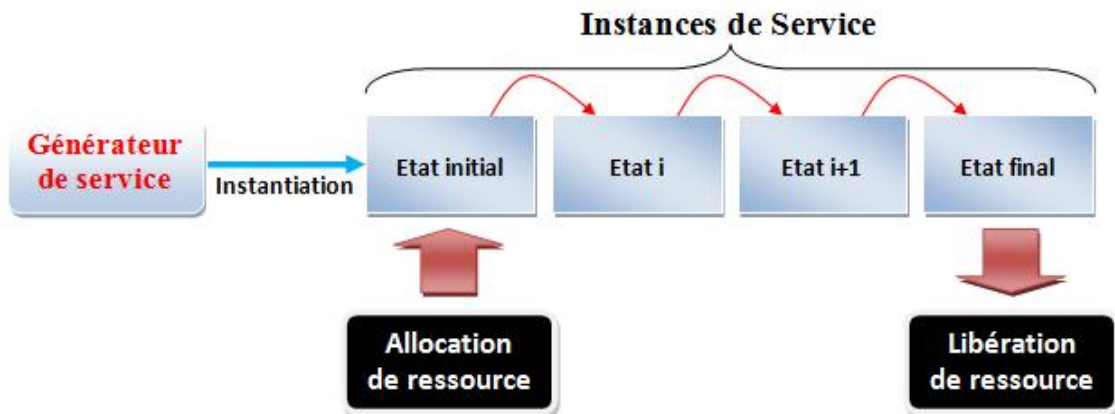 Instances de Service
Générateur
de service
Instantiation
Etat initial
Etat i
Etat i+1
Etat final
Allocation
de ressource
Libération
de ressource